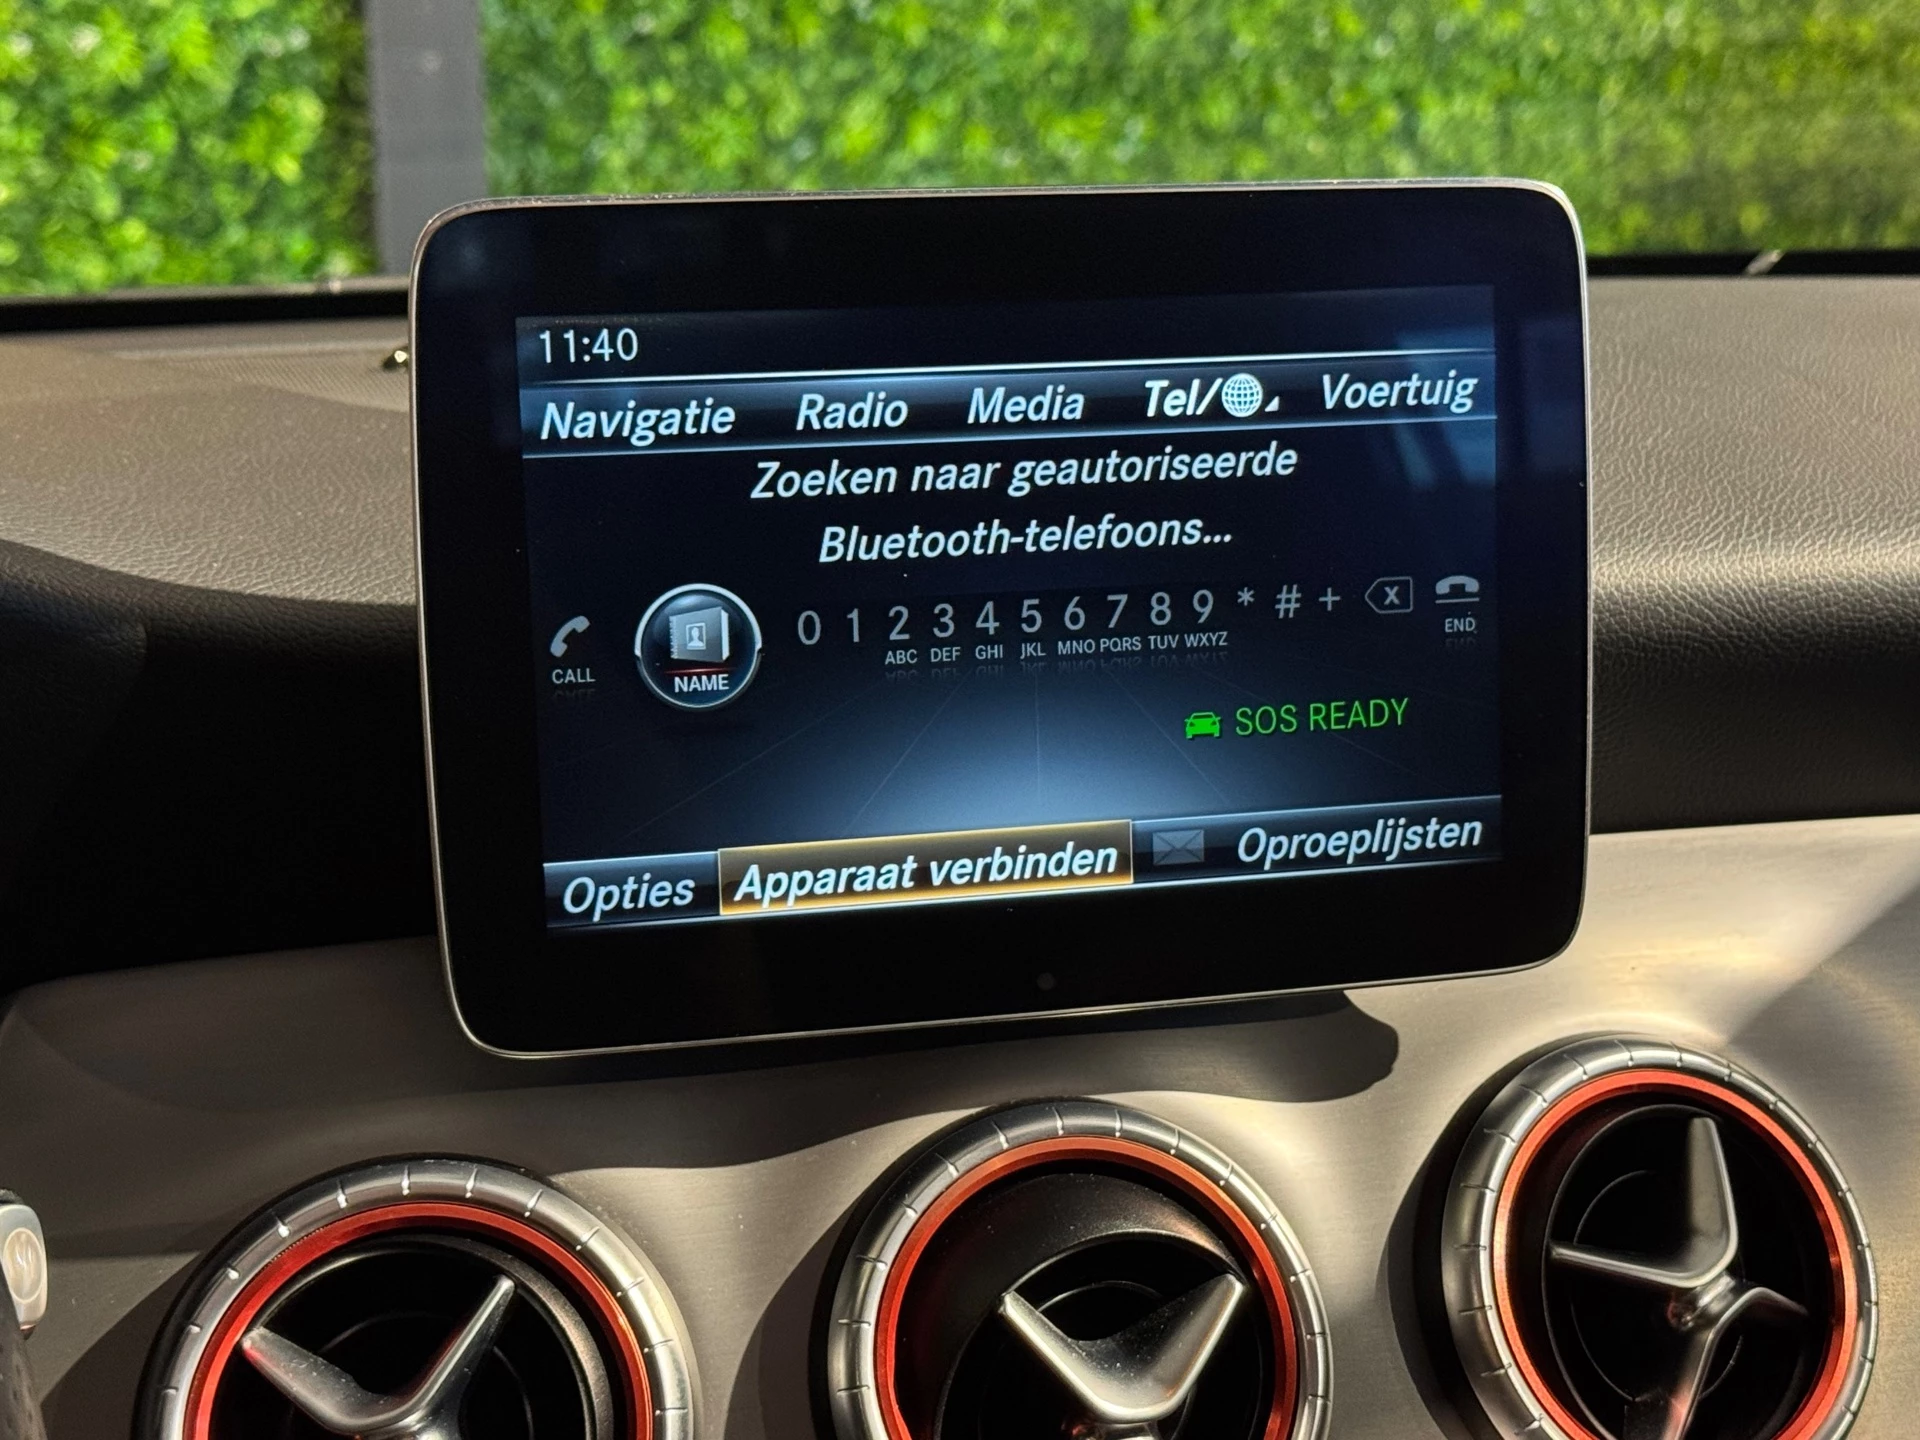 11:40
Navigatie Radio Media Tel/ Voertuig
Zoeken naar geautoriseerde
Bluetooth-telefoons...
0 1 2 3 4 5 6 7 8 9 * # + X
ABC DEF GHI JKL MNO PQRS TUV WXYZ END
CALL NAME
SOS READY
Opties Apparaat verbinden Oproeplijsten